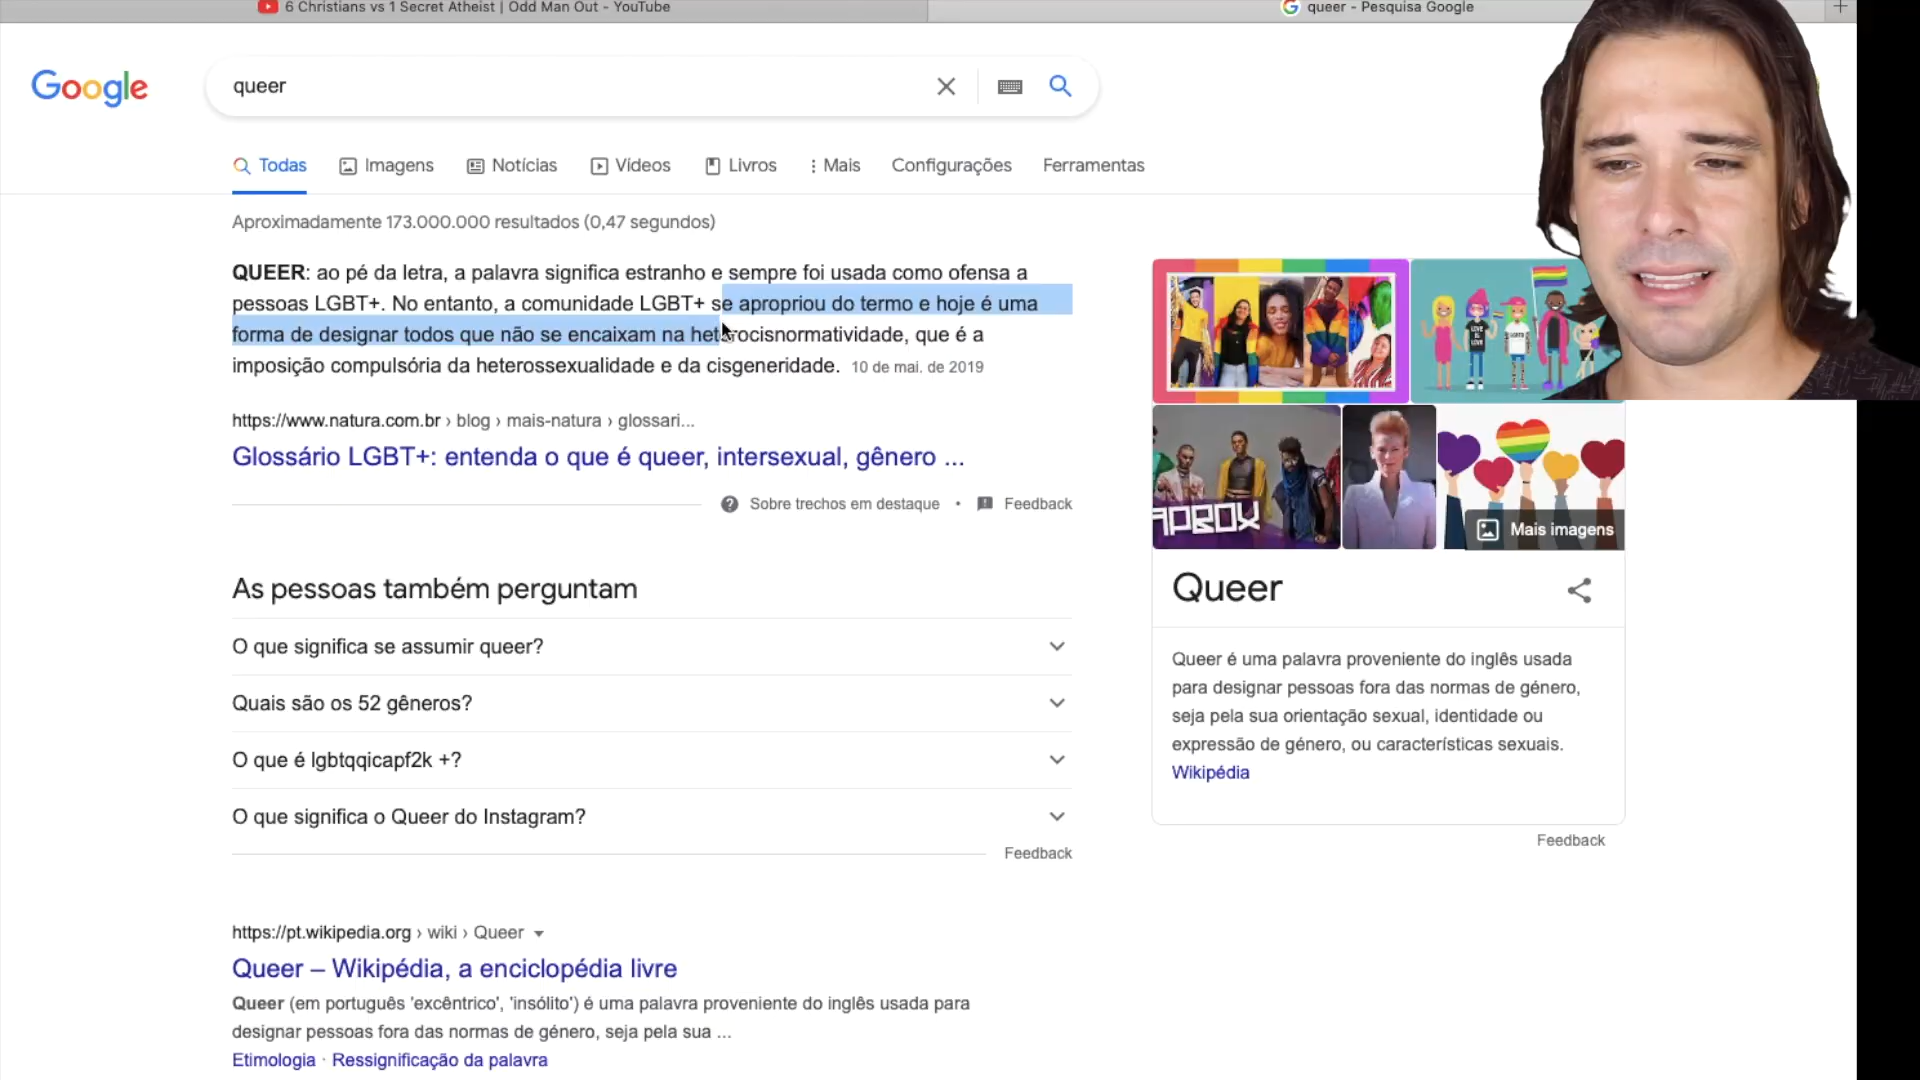 6 Christians vs 1 Secret Atheist | Odd Man Out - YouTube
queer - Pesquisa Google
Google
queer
Todas
Imagens
Notícias
Vídeos
Livros
Mais
Configurações
Ferramentas
Aproximadamente 173.000.000 resultados (0,47 segundos)
QUEER: ao pé da letra, a palavra significa estranho e sempre foi usada como ofensa a
pessoas LGBT+. No entanto, a comunidade LGBT+ se apropriou do termo e hoje é uma
forma de designar todos que não se encaixam na heterocisnormatividade, que é a
imposição compulsória da heterossexualidade e da cisgeneridade. 10 de mai. de 2019
https://www.natura.com.br › blog › mais-natura › glossari...
Glossário LGBT+: entenda o que é queer, intersexual, gênero ...
Sobre trechos em destaque • Feedback
As pessoas também perguntam
O que significa se assumir queer?
Quais são os 52 gêneros?
O que é lgbtqqicapf2k +?
O que significa o Queer do Instagram?
Feedback
https://pt.wikipedia.org › wiki › Queer
Queer – Wikipédia, a enciclopédia livre
Queer (em português 'excêntrico', 'insólito') é uma palavra proveniente do inglês usada para
designar pessoas fora das normas de género, seja pela sua ...
Etimologia · Ressignificação da palavra
Mais imagens
Queer
Queer é uma palavra proveniente do inglês usada
para designar pessoas fora das normas de género,
seja pela sua orientação sexual, identidade ou
expressão de género, ou características sexuais.
Wikipédia
Feedback